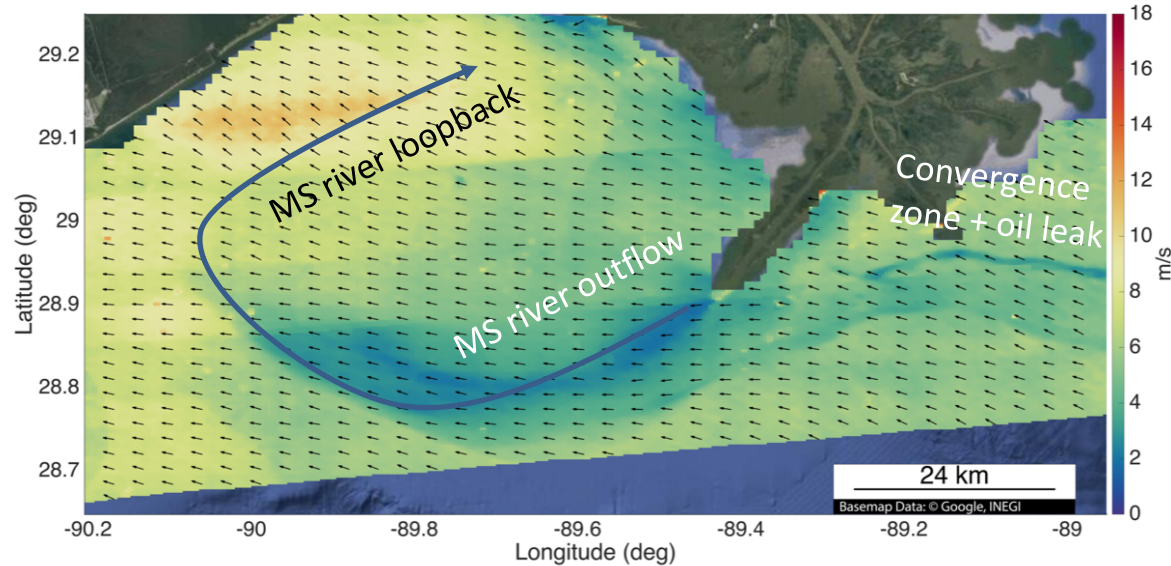 18
16
14
12
10
8
6
4
2
0
m/s
29.2
29.1
29
28.9
28.8
28.7
Latitude (deg)
MS river loopback
Convergence
zone + oil leak
MS river outflow
24 km
Basemap Data: © Google, INEGI
-90.2
-90
-89.8
-89.6
-89.4
-89.2
-89
Longitude (deg)